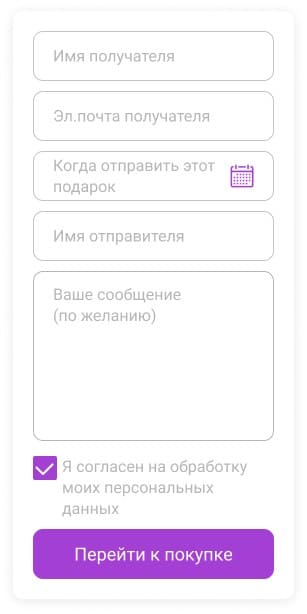 Имя получателя
Эл.почта получателя
Когда отправить этот
подарок
Имя отправителя
Ваше сообщение
(по желанию)
Я согласен на обработку
моих персональных
данных
Перейти к покупке